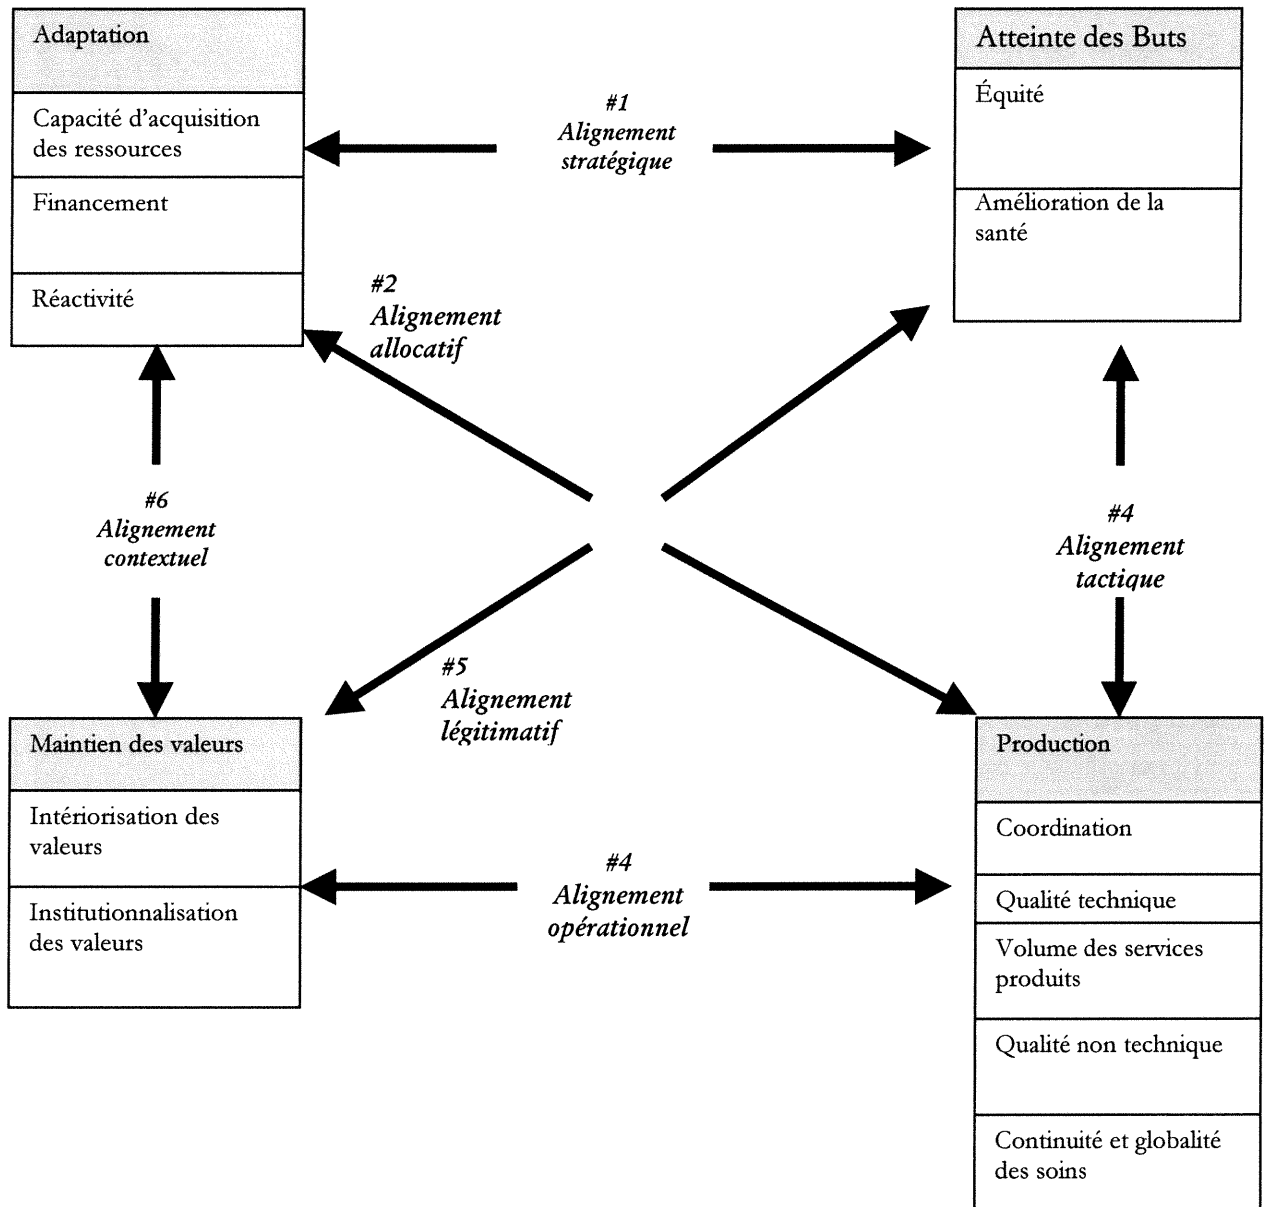 Adaptation
Capacité d'acquisition
des ressources
Financement
Réactivité
#1
Alignement
stratégique
Atteinte des Buts
Équité
Amélioration de la
santé
#2
Alignement
allocatif
#6
Alignement
contextuel
#4
Alignement
tactique
#5
Alignement
légitimatif
Maintien des valeurs
Intériorisation des
valeurs
Institutionnalisation
des valeurs
#4
Alignement
opérationnel
Production
Coordination
Qualité technique
Volume des services
produits
Qualité non technique
Continuité et globalité
des soins